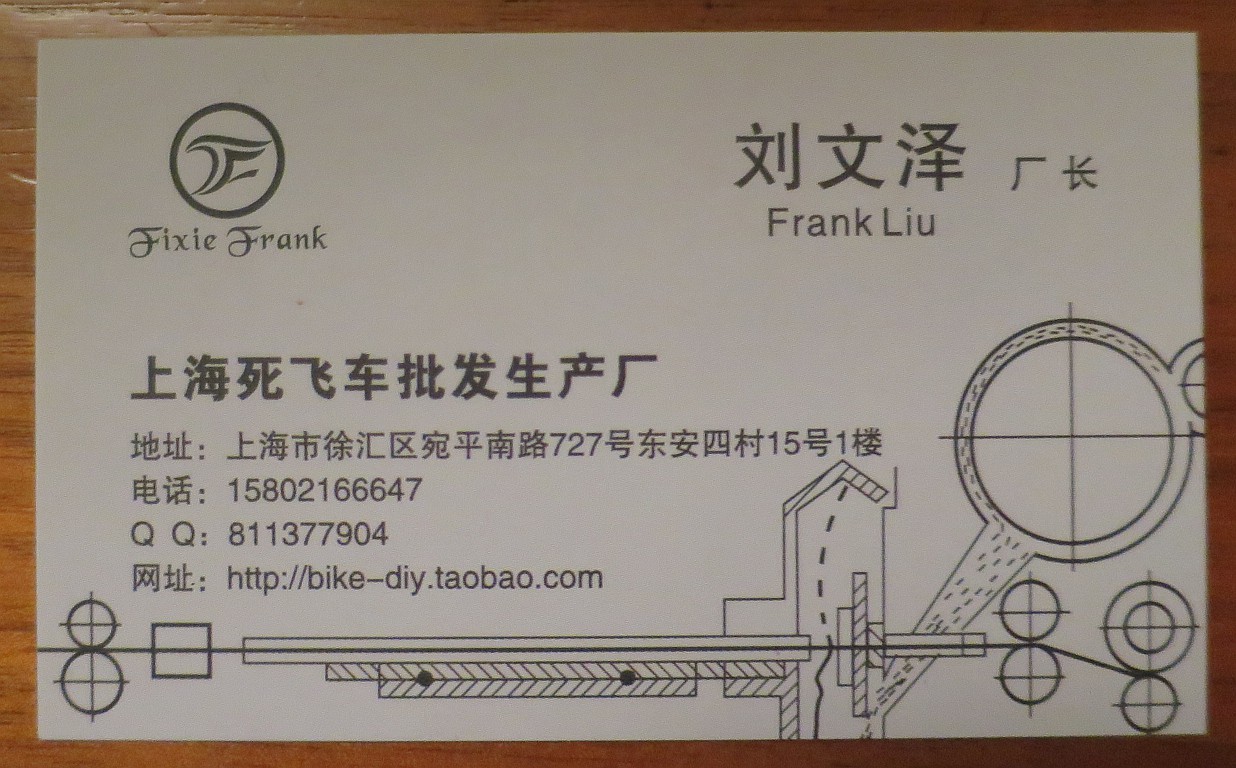 Fixie Frank
刘文泽 厂长
Frank Liu
上海死飞车批发生产厂
地址：上海市徐汇区宛平南路727号东安四村15号1楼
电话：15802166647
Q Q：811377904
网址：http://bike-diy.taobao.com